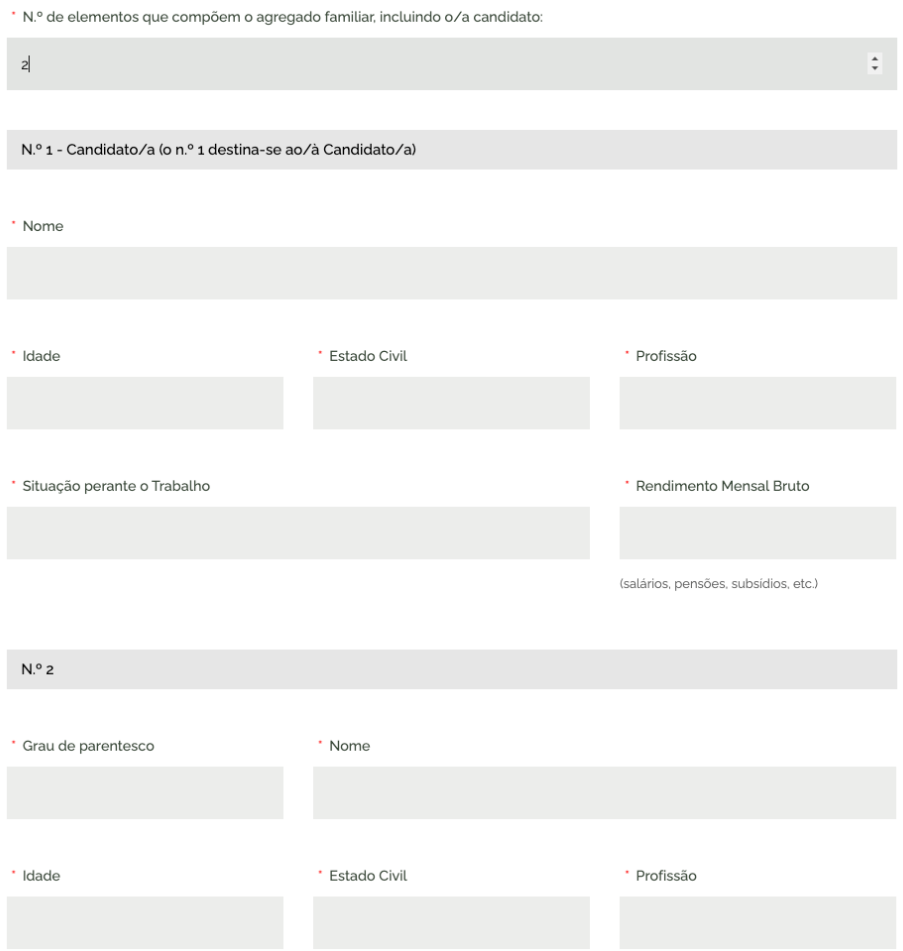 * N.º de elementos que compõem o agregado familiar, incluindo o/a candidato:
2
N.º 1 - Candidato/a (o n.º 1 destina-se ao/à Candidato/a)
* Nome
* Idade * Estado Civil * Profissão
* Situação perante o Trabalho * Rendimento Mensal Bruto
(salários, pensões, subsídios, etc.)
N.º 2
* Grau de parentesco * Nome
* Idade * Estado Civil * Profissão